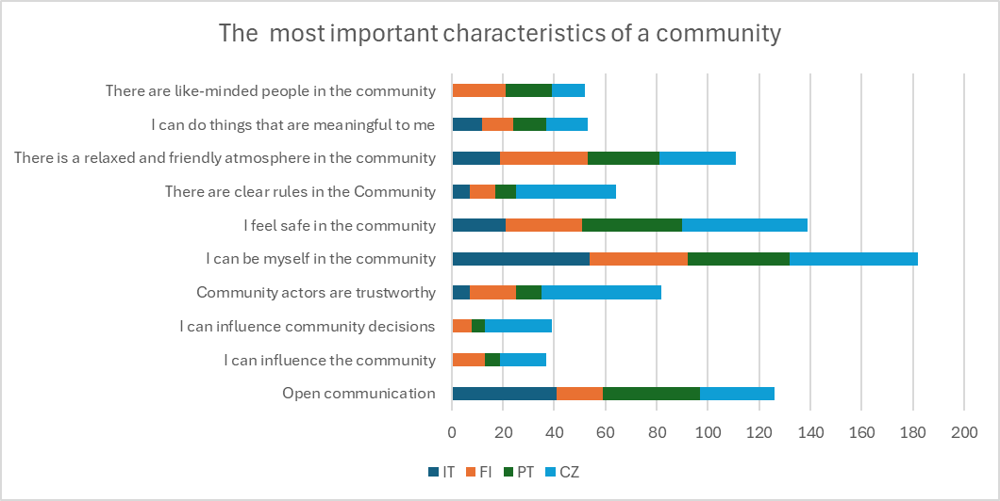 The  most important characteristics of a community
There are like-minded people in the community
I can do things that are meaningful to me
There is a relaxed and friendly atmosphere in the community
There are clear rules in the Community
I feel safe in the community
I can be myself in the community
Community actors are trustworthy
I can influence community decisions
I can influence the community
Open communication
0 20 40 60 80 100 120 140 160 180 200
IT FI PT CZ